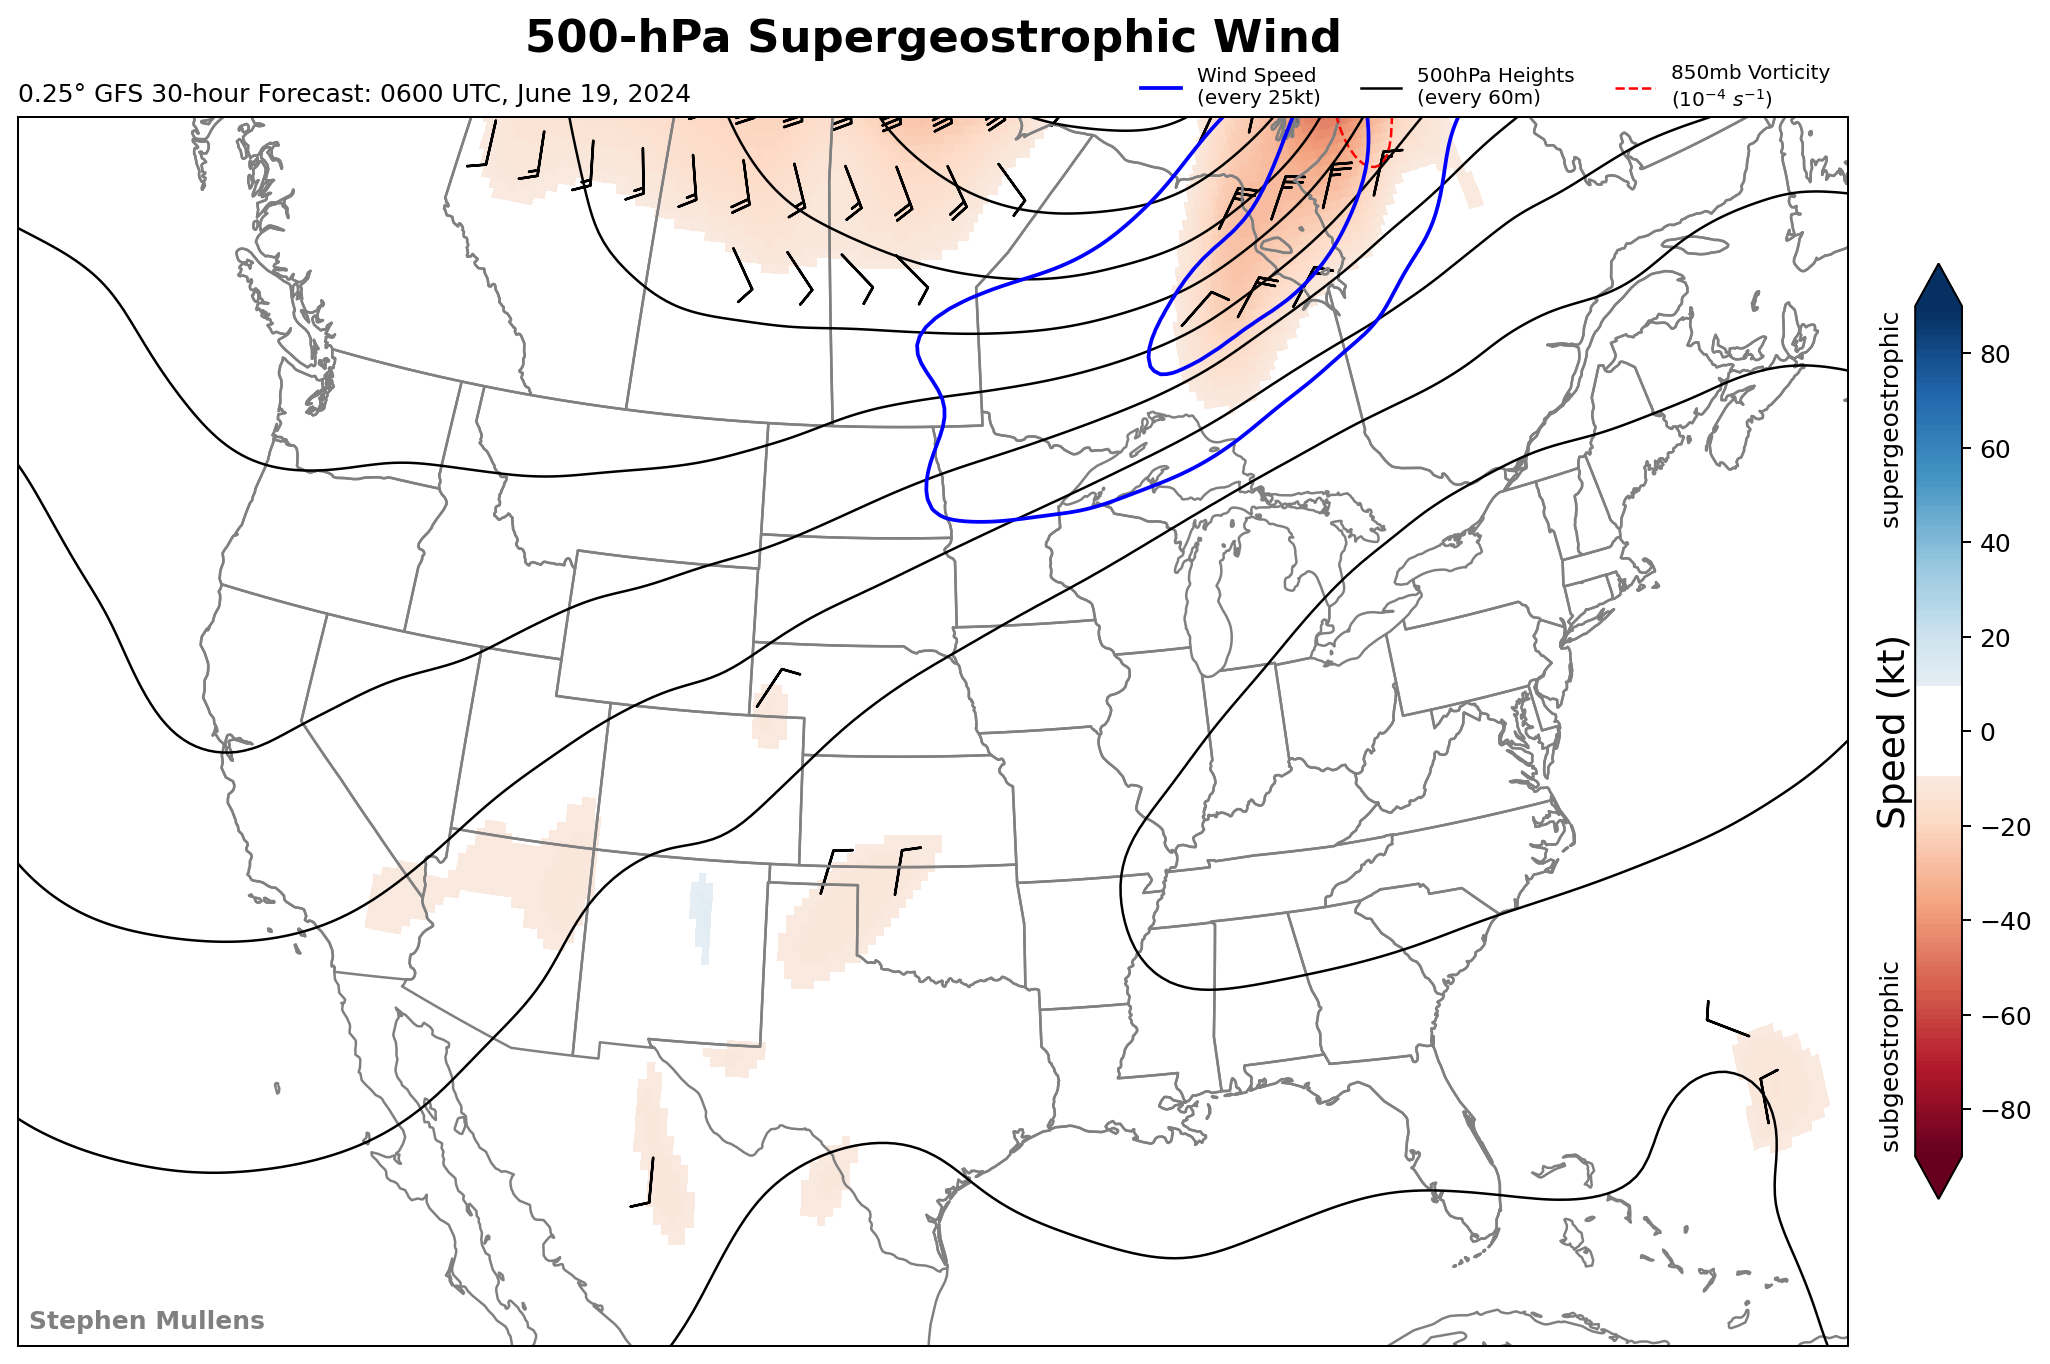 500-hPa Supergeostrophic Wind
0.25° GFS 30-hour Forecast: 0600 UTC, June 19, 2024
Wind Speed
(every 25kt)
500hPa Heights
(every 60m)
850mb Vorticity
(10⁻⁴ s⁻¹)
supergeostrophic
Speed (kt)
subgeostrophic
80
60
40
20
0
−20
−40
−60
−80
Stephen Mullens